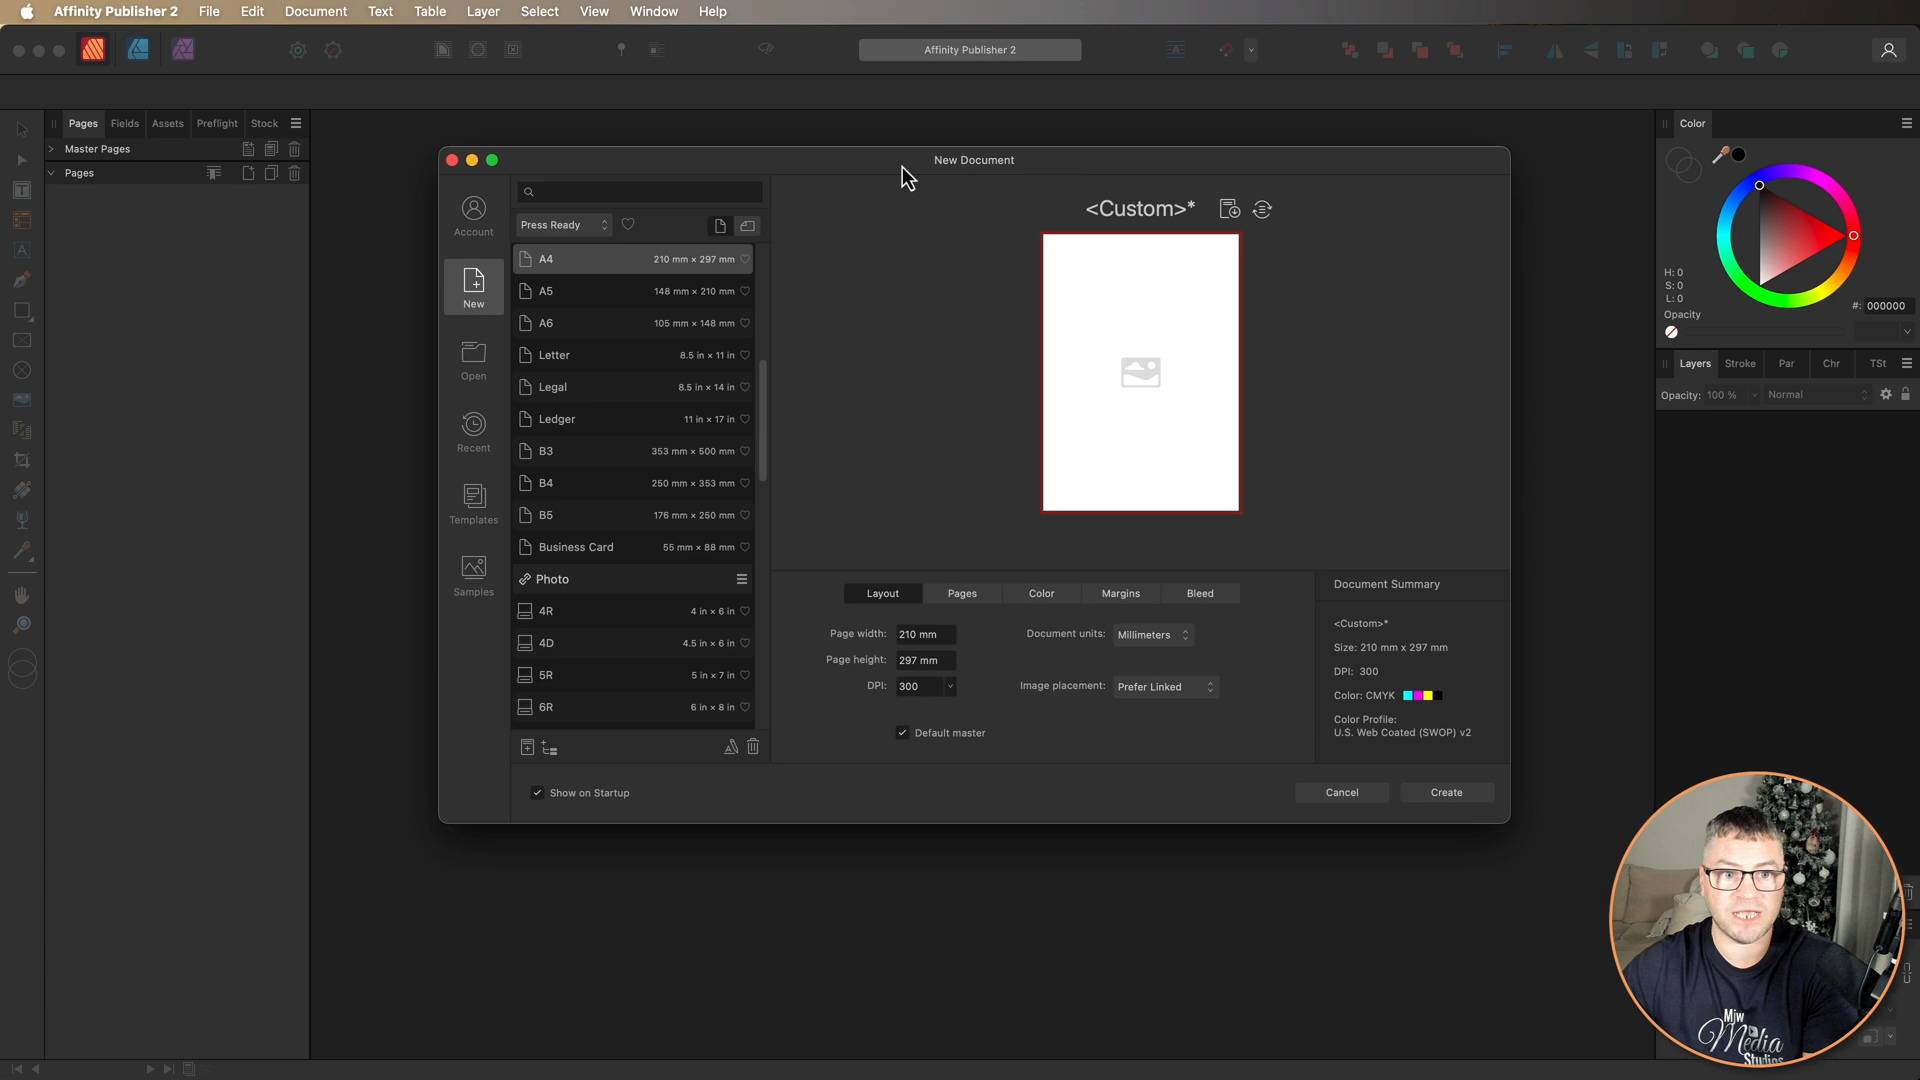 Affinity Publisher 2 File Edit Document Text Table Layer Select View Window Help
Affinity Publisher 2
Pages Fields Assets Preflight Stock
Master Pages
Pages
New Document
Account
New
Open
Recent
Templates
Samples
Press Ready
A4 210 mm × 297 mm
A5 148 mm × 210 mm
A6 105 mm × 148 mm
Letter 8.5 in × 11 in
Legal 8.5 in × 14 in
Ledger 11 in × 17 in
B3 353 mm × 500 mm
B4 250 mm × 353 mm
B5 176 mm × 250 mm
Business Card 55 mm × 88 mm
Photo
4R 4 in × 6 in
4D 4.5 in × 6 in
5R 5 in × 7 in
6R 6 in × 8 in
Show on Startup
<Custom>*
Layout Pages Color Margins Bleed
Page width: 210 mm Document units: Millimeters
Page height: 297 mm
DPI: 300 Image placement: Prefer Linked
Default master
Document Summary
<Custom>*
Size: 210 mm x 297 mm
DPI: 300
Color: CMYK
Color Profile:
U.S. Web Coated (SWOP) v2
Cancel Create
Color
H: 0
S: 0
L: 0
#: 000000
Opacity
Layers Stroke Par Chr TSt
Opacity: 100 % Normal
Mjw
Media
Studios